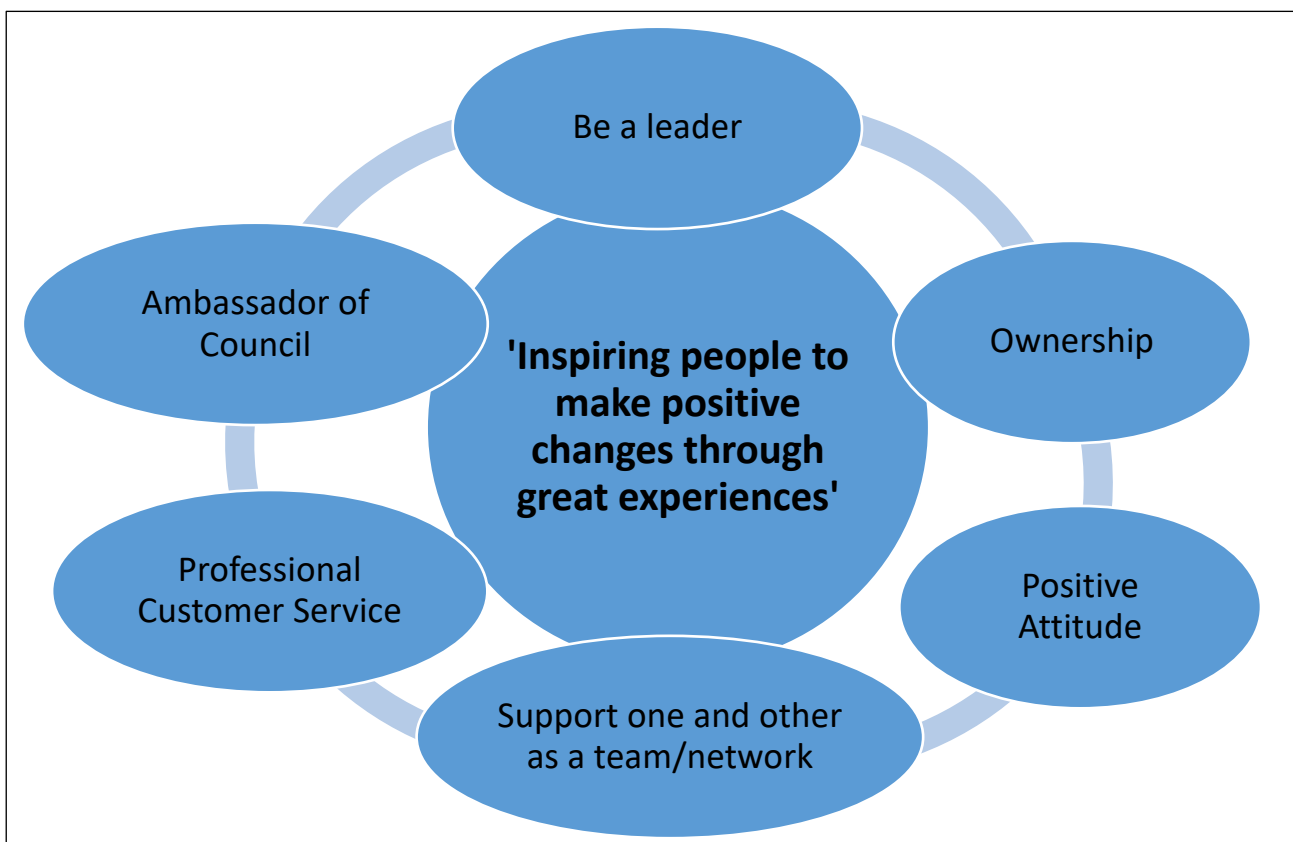 Be a leader
Ambassador of
Council
Ownership
'Inspiring people to
make positive
changes through
great experiences'
Professional
Customer Service
Positive
Attitude
Support one and other
as a team/network